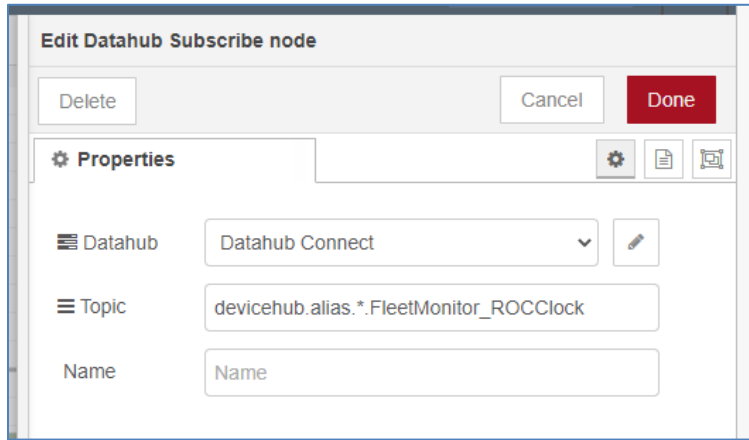 Edit Datahub Subscribe node
Delete
Cancel
Done
Properties
Datahub
Datahub Connect
Topic
devicehub.alias.*.FleetMonitor_ROCClock
Name
Name